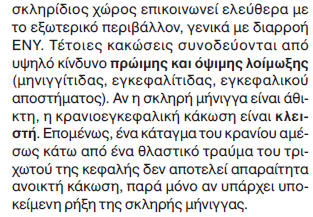 σκληρίδιος χώρος επικοινωνεί ελεύθερα με
το εξωτερικό περιβάλλον, γενικά με διαρροή
ΕΝΥ. Τέτοιες κακώσεις συνοδεύονται από
υψηλό κίνδυνο πρώιμης και όψιμης λοίμωξης
(μηνιγγίτιδας, εγκεφαλίτιδας, εγκεφαλικού
αποστήματος). Αν η σκληρή μήνιγγα είναι άθι-
κτη, η κρανιοεγκεφαλική κάκωση είναι κλει-
στή. Επομένως, ένα κάταγμα του κρανίου αμέ-
σως κάτω από ένα θλαστικό τραύμα του τρι-
χωτού της κεφαλής δεν αποτελεί απαραίτητα
ανοικτή κάκωση, παρά μόνο αν υπάρχει υπο-
κείμενη ρήξη της σκληρής μήνιγγας.